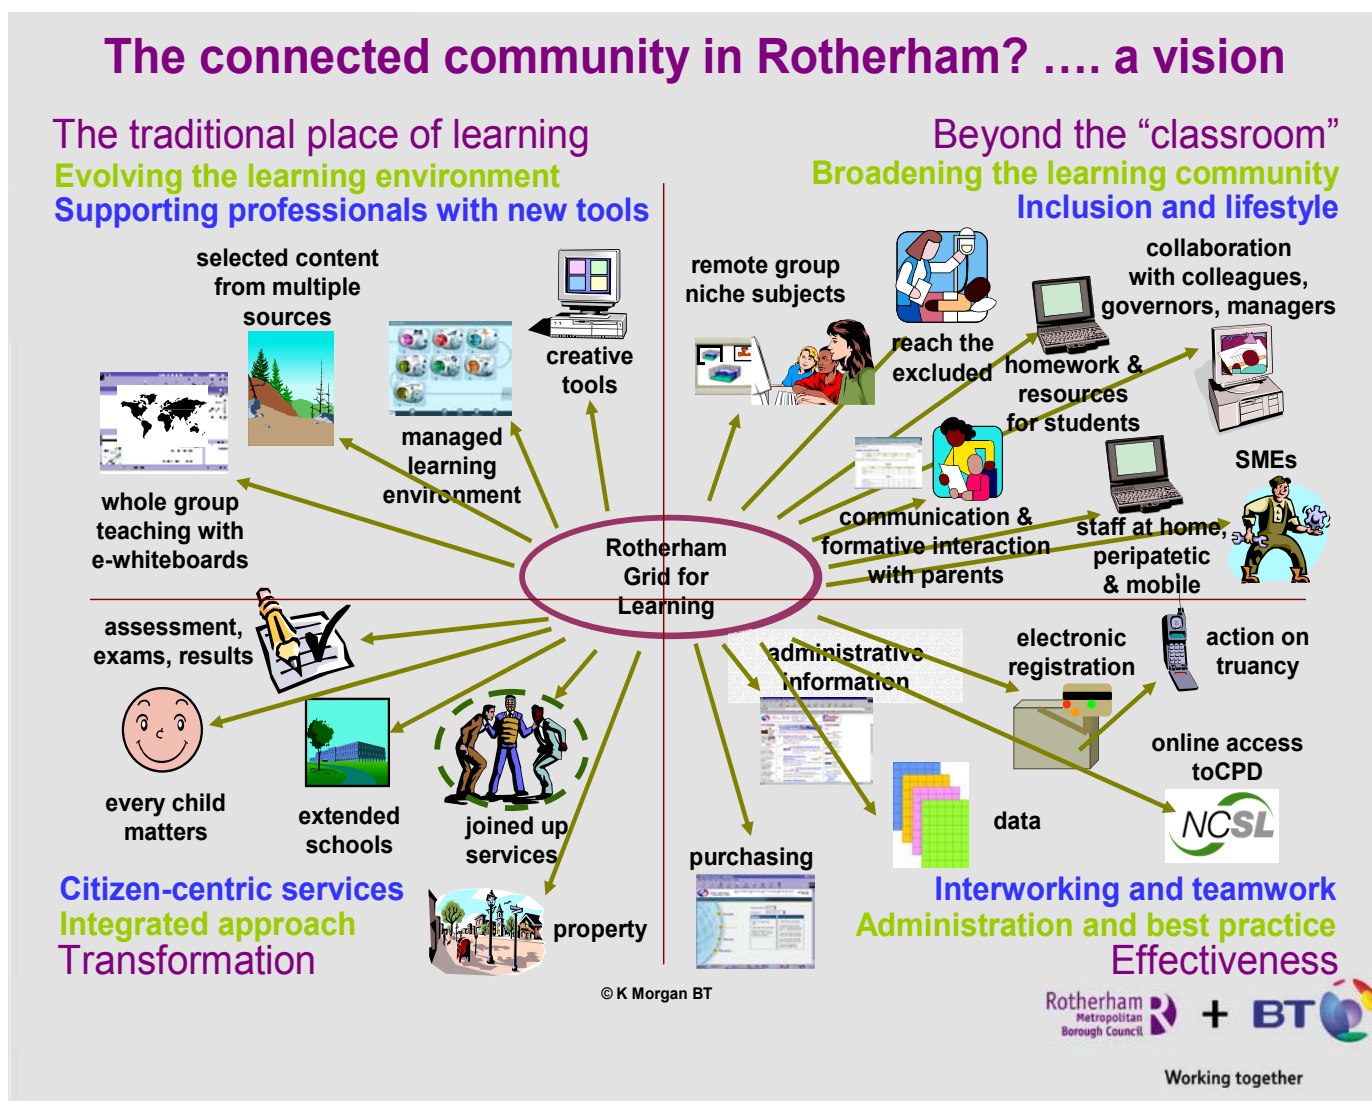 The connected community in Rotherham? .... a vision
The traditional place of learning
Evolving the learning environment
Supporting professionals with new tools
Beyond the “classroom”
Broadening the learning community
Inclusion and lifestyle
selected content
from multiple
sources
creative
tools
managed
learning
environment
whole group
teaching with
e-whiteboards
remote group
niche subjects
reach the
excluded
homework &
resources
for students
collaboration
with colleagues,
governors, managers
communication &
formative interaction
with parents
staff at home,
peripatetic
& mobile
SMEs
Rotherham
Grid for
Learning
assessment,
exams, results
every child
matters
extended
schools
joined up
services
property
Citizen-centric services
Integrated approach
Transformation
administrative
information
electronic
registration
action on
truancy
online access
toCPD
NCSL
data
purchasing
Interworking and teamwork
Administration and best practice
Effectiveness
© K Morgan BT
Rotherham
Metropolitan
Borough Council
+ BT
Working together